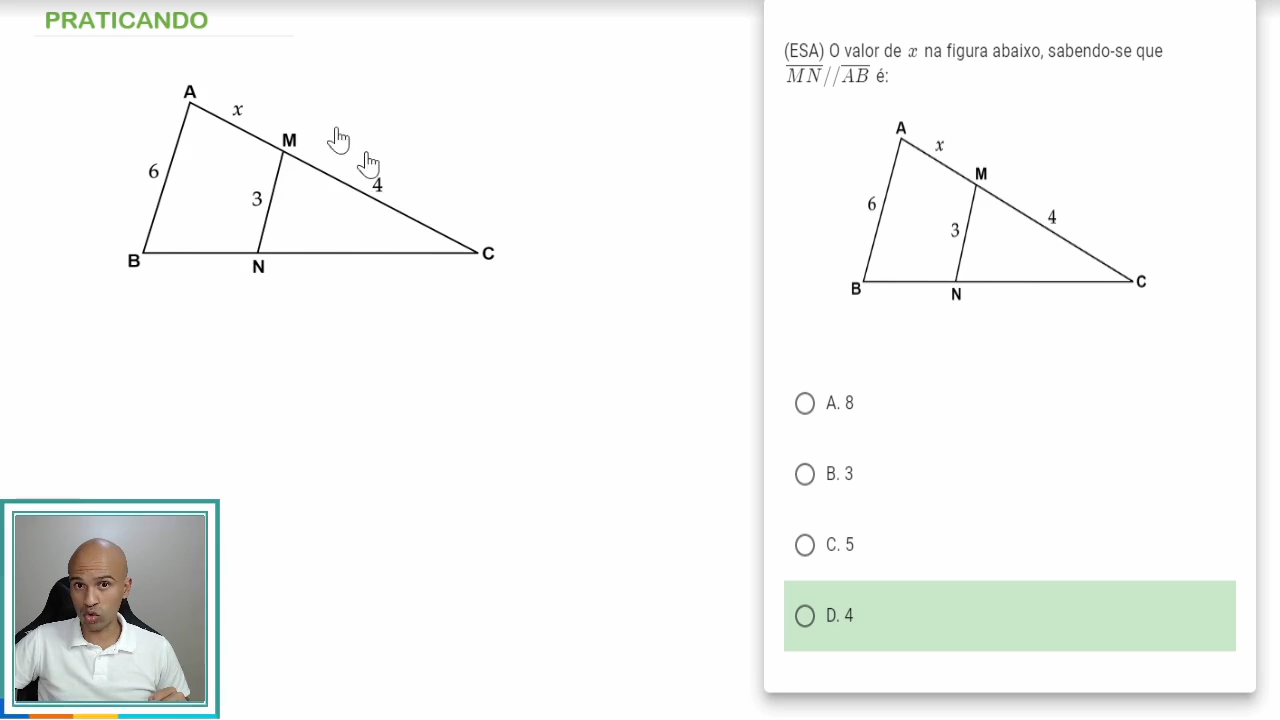 PRATICANDO
A
x
M
6
3
4
B
N
C
(ESA) O valor de x na figura abaixo, sabendo-se que
MN//AB é:
A
x
M
6
3
4
B
N
C
A. 8
B. 3
C. 5
D. 4